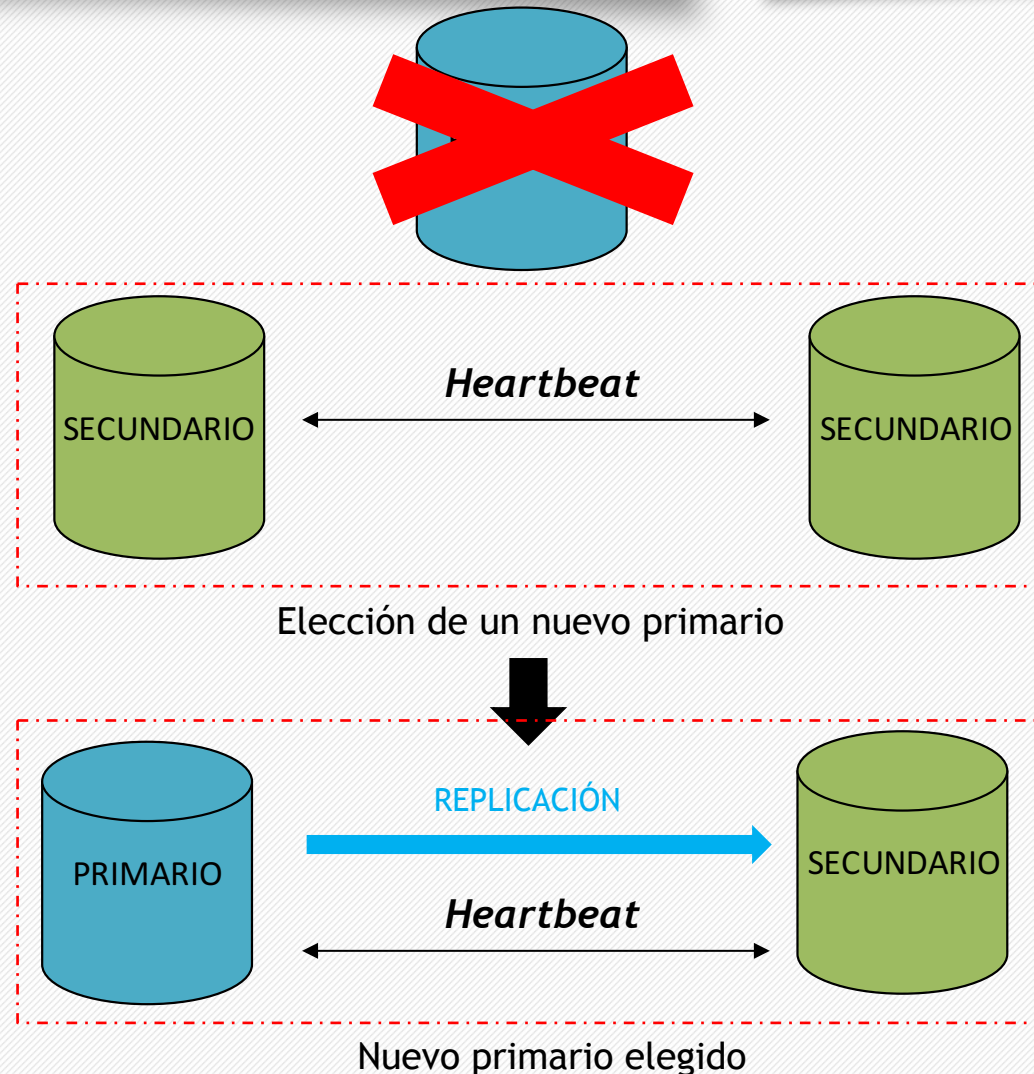 Heartbeat
SECUNDARIO
SECUNDARIO
Elección de un nuevo primario
REPLICACIÓN
PRIMARIO
SECUNDARIO
Heartbeat
Nuevo primario elegido